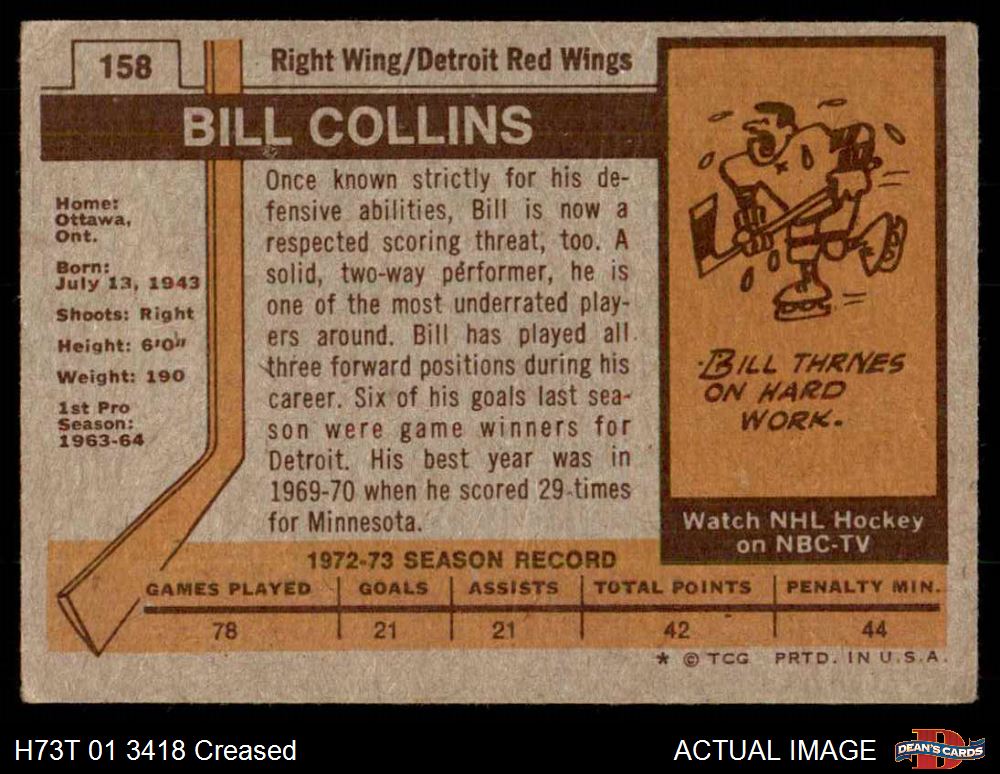 158
Right Wing/Detroit Red Wings
BILL COLLINS
Home:
Ottawa,
Ont.
Born:
July 13, 1943
Shoots: Right
Height: 6'0"
Weight: 190
1st Pro
Season:
1963-64
Once known strictly for his de-
fensive abilities, Bill is now a
respected scoring threat, too. A
solid, two-way performer, he is
one of the most underrated play-
ers around. Bill has played all
three forward positions during his
career. Six of his goals last sea-
son were game winners for
Detroit. His best year was in
1969-70 when he scored 29 times
for Minnesota.
BILL THRIVES
ON HARD
WORK.
Watch NHL Hockey
on NBC-TV
1972-73 SEASON RECORD
GAMES PLAYED GOALS ASSISTS TOTAL POINTS PENALTY MIN.
78 21 21 42 44
* © TCG PRTD. IN U.S.A.
H73T 01 3418 Creased
ACTUAL IMAGE
D
DEAN'S CARDS